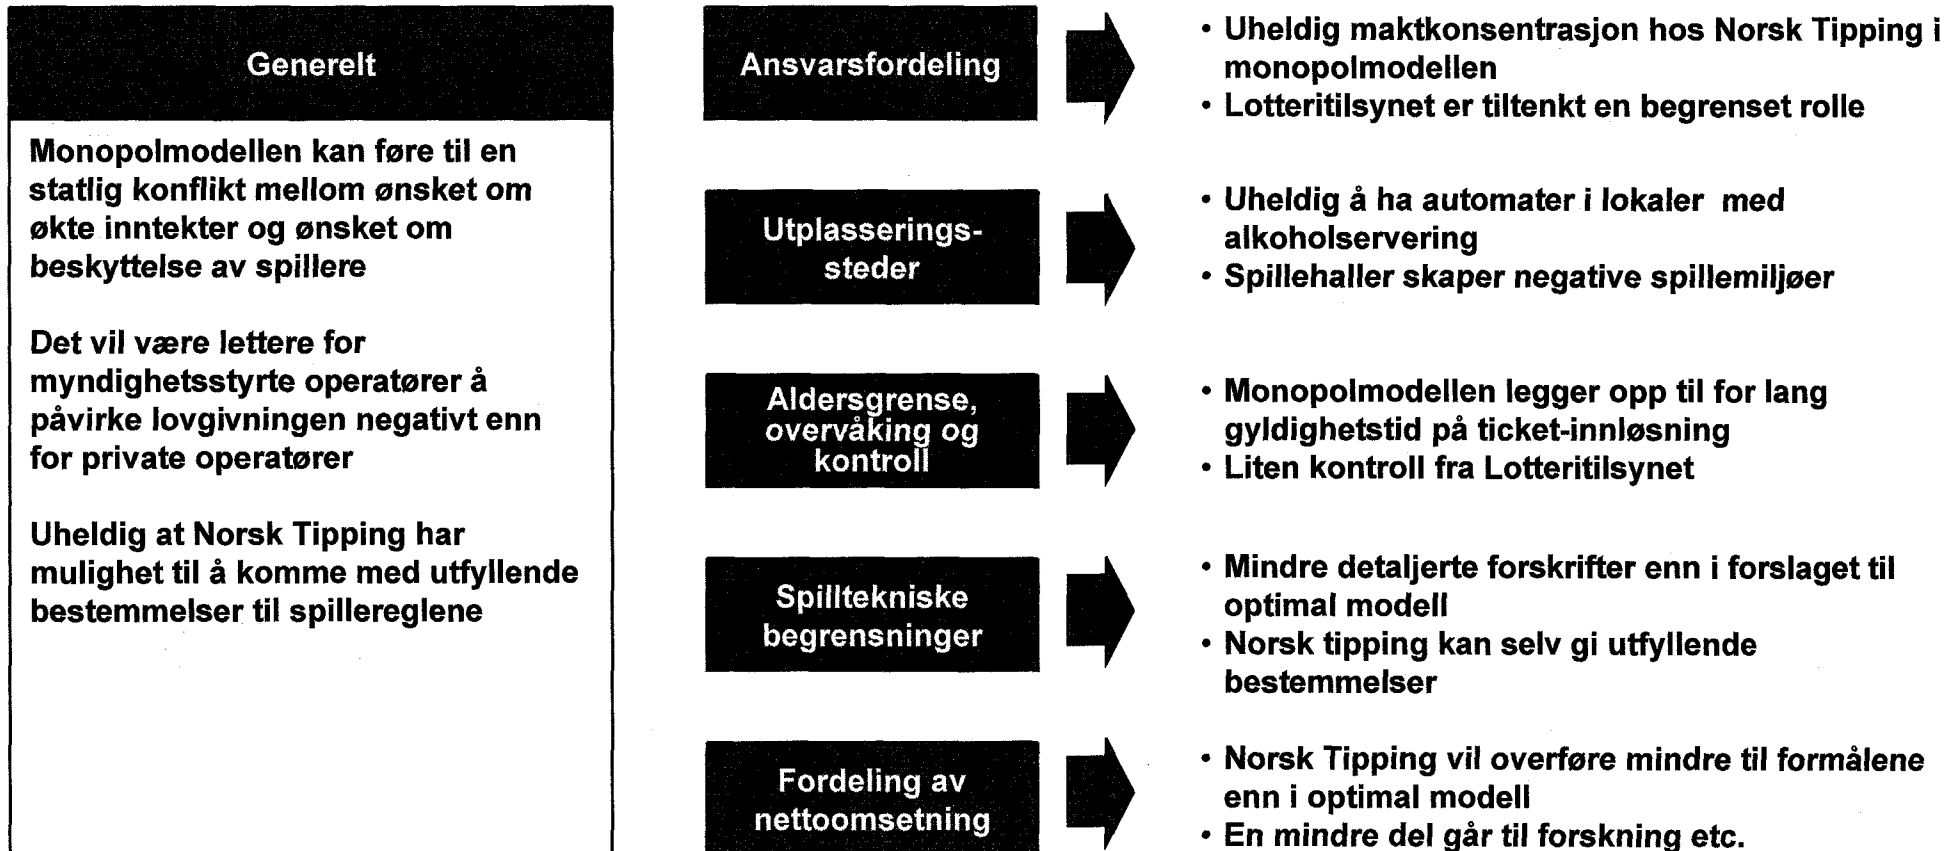 Generelt
Monopolmodellen kan føre til en
statlig konflikt mellom ønsket om
økte inntekter og ønsket om
beskyttelse av spillere
Det vil være lettere for
myndighetsstyrte operatører å
påvirke lovgivningen negativt enn
for private operatører
Uheldig at Norsk Tipping har
mulighet til å komme med utfyllende
bestemmelser til spillereglene
Ansvarsfordeling
• Uheldig maktkonsentrasjon hos Norsk Tipping i
monopolmodellen
• Lotteritilsynet er tiltenkt en begrenset rolle
Utplasserings-
steder
• Uheldig å ha automater i lokaler med
alkoholservering
• Spillehaller skaper negative spillemiljøer
Aldersgrense,
overvåking og
kontroll
• Monopolmodellen legger opp til for lang
gyldighetstid på ticket-innløsning
• Liten kontroll fra Lotteritilsynet
Spilltekniske
begrensninger
• Mindre detaljerte forskrifter enn i forslaget til
optimal modell
• Norsk tipping kan selv gi utfyllende
bestemmelser
Fordeling av
nettoomsetning
• Norsk Tipping vil overføre mindre til formålene
enn i optimal modell
• En mindre del går til forskning etc.